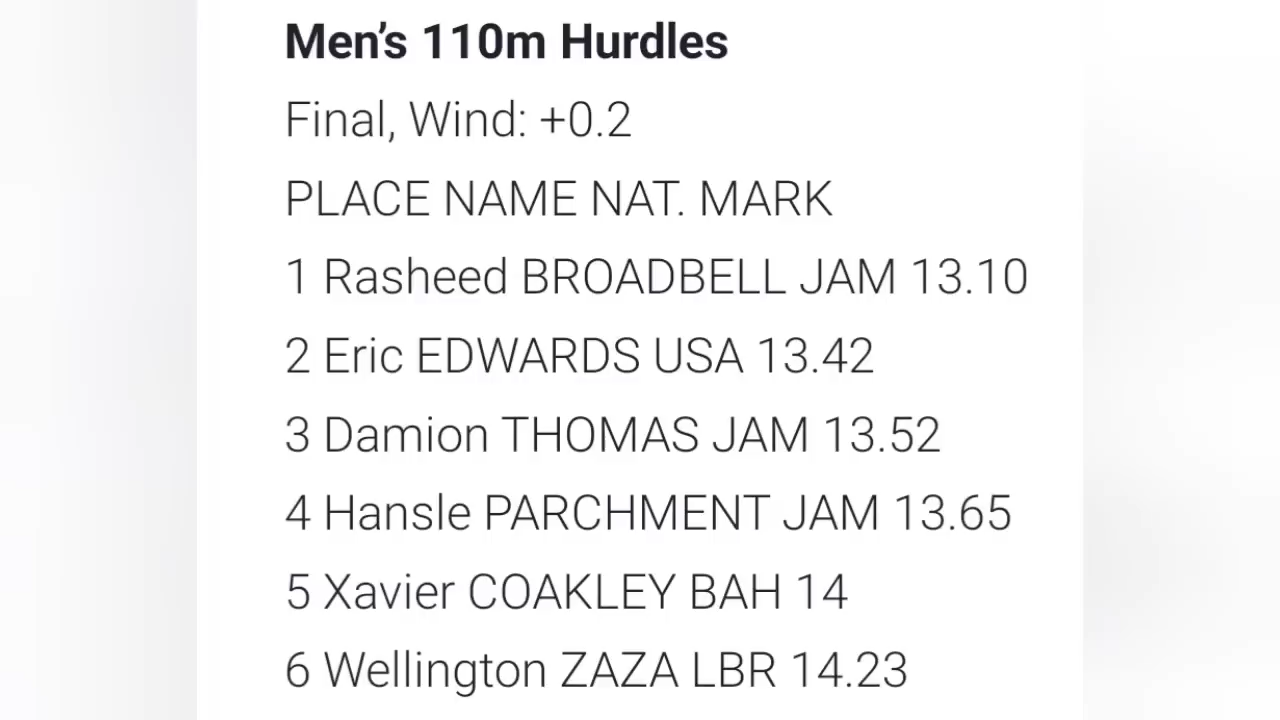 Men’s 110m Hurdles
Final, Wind: +0.2
PLACE NAME NAT. MARK
1 Rasheed BROADBELL JAM 13.10
2 Eric EDWARDS USA 13.42
3 Damion THOMAS JAM 13.52
4 Hansle PARCHMENT JAM 13.65
5 Xavier COAKLEY BAH 14
6 Wellington ZAZA LBR 14.23